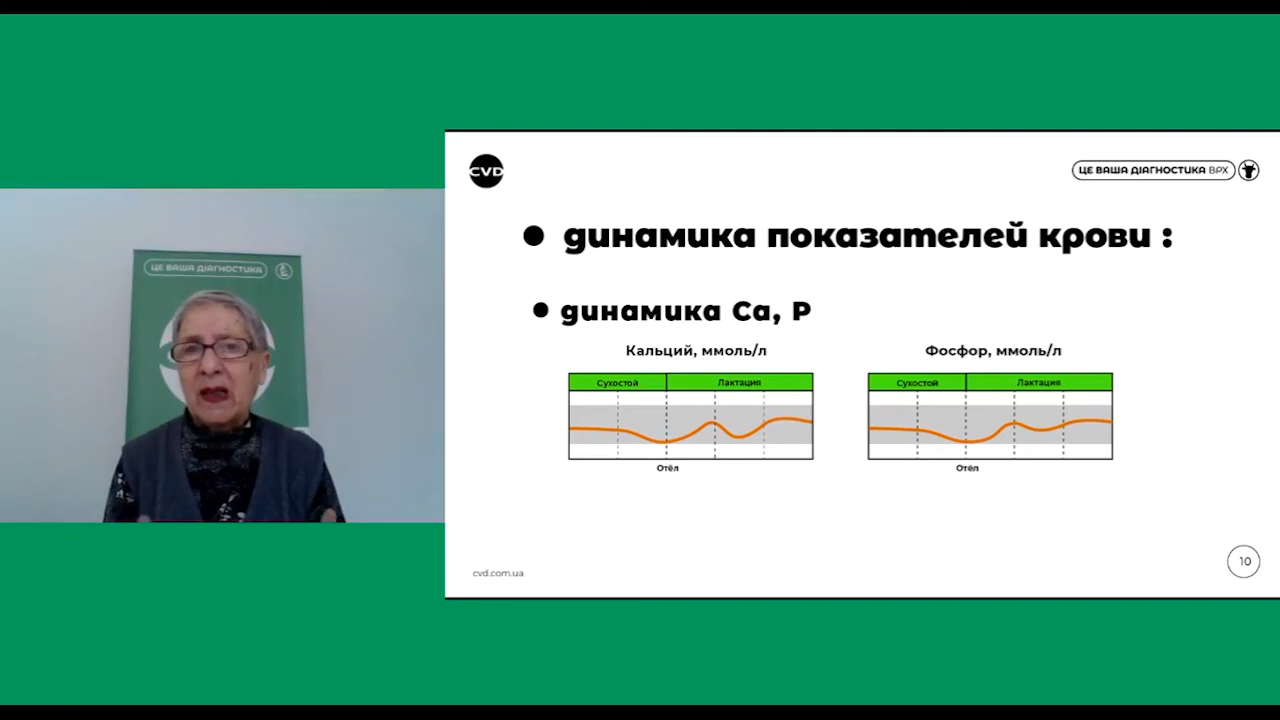 ЦЕ ВАША ДІАГНОСТИКА
CVD
ЦЕ ВАША ДІАГНОСТИКА ВРХ
• динамика показателей крови :
• динамика Ca, P
Кальций, ммоль/л
Сухостой Лактация
Отёл
Фосфор, ммоль/л
Сухостой Лактация
Отёл
cvd.com.ua
10